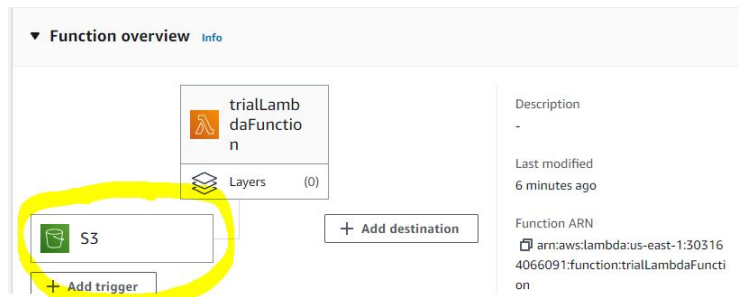 ▼ Function overview Info
trialLamb
daFunctio
n
Layers (0)
S3
+ Add trigger
+ Add destination
Description
-
Last modified
6 minutes ago
Function ARN
arn:aws:lambda:us-east-1:30316
4066091:function:trialLambdaFuncti
on